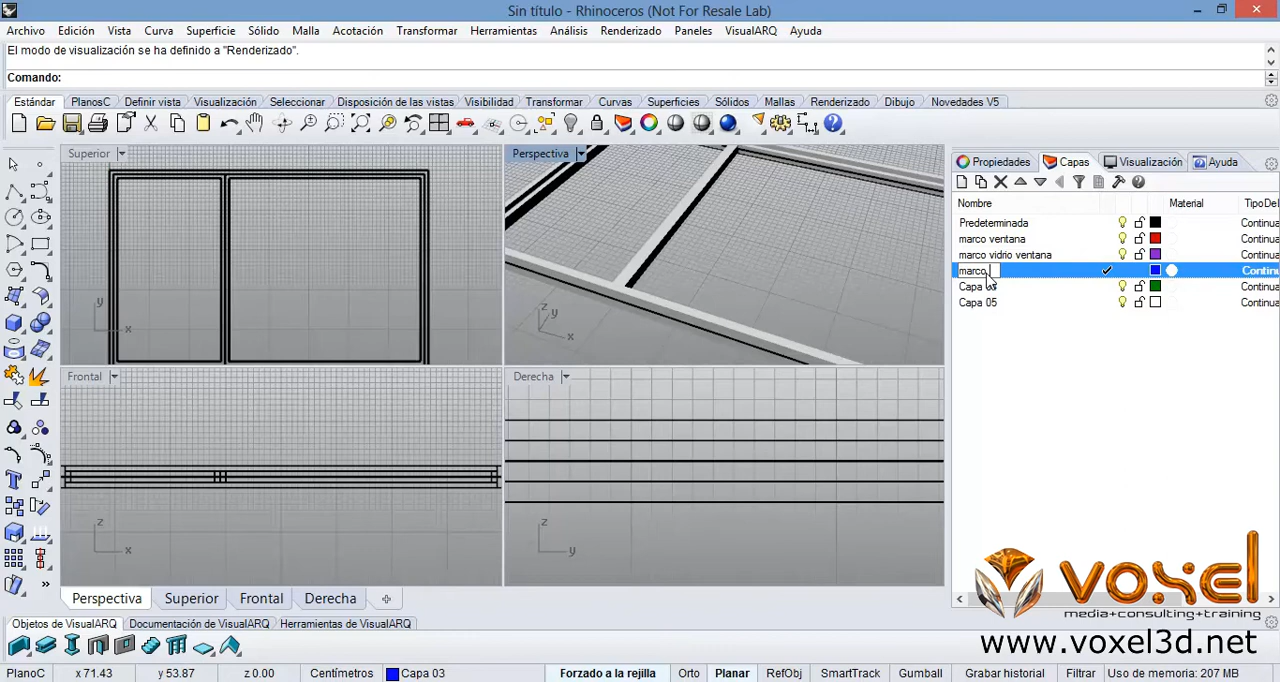 Sin título - Rhinoceros (Not For Resale Lab)
Archivo Edición Vista Curva Superficie Sólido Malla Acotación Transformar Herramientas Análisis Renderizado Paneles VisualARQ Ayuda
El modo de visualización se ha definido a "Renderizado".
Comando:
Estándar PlanosC Definir vista Visualización Seleccionar Disposición de las vistas Visibilidad Transformar Curvas Superficies Sólidos Mallas Renderizado Dibujo Novedades V5
Superior
Perspectiva
Propiedades Capas Visualización Ayuda
Nombre Material TipoDe
Predeterminada Continua
marco ventana Continua
marco vidrio ventana Continua
marco Continu
Capa Continua
Capa 05 Continua
y
x
z
y
x
Frontal
Derecha
z
x
z
y
Perspectiva Superior Frontal Derecha
Objetos de VisualARQ Documentación de VisualARQ Herramientas de VisualARQ
voxel
media+consulting+training
www.voxel3d.net
PlanoC x 71.43 y 53.87 z 0.00 Centímetros Capa 03 Forzado a la rejilla Orto Planar RefObj SmartTrack Gumball Grabar historial Filtrar Uso de memoria: 207 MB